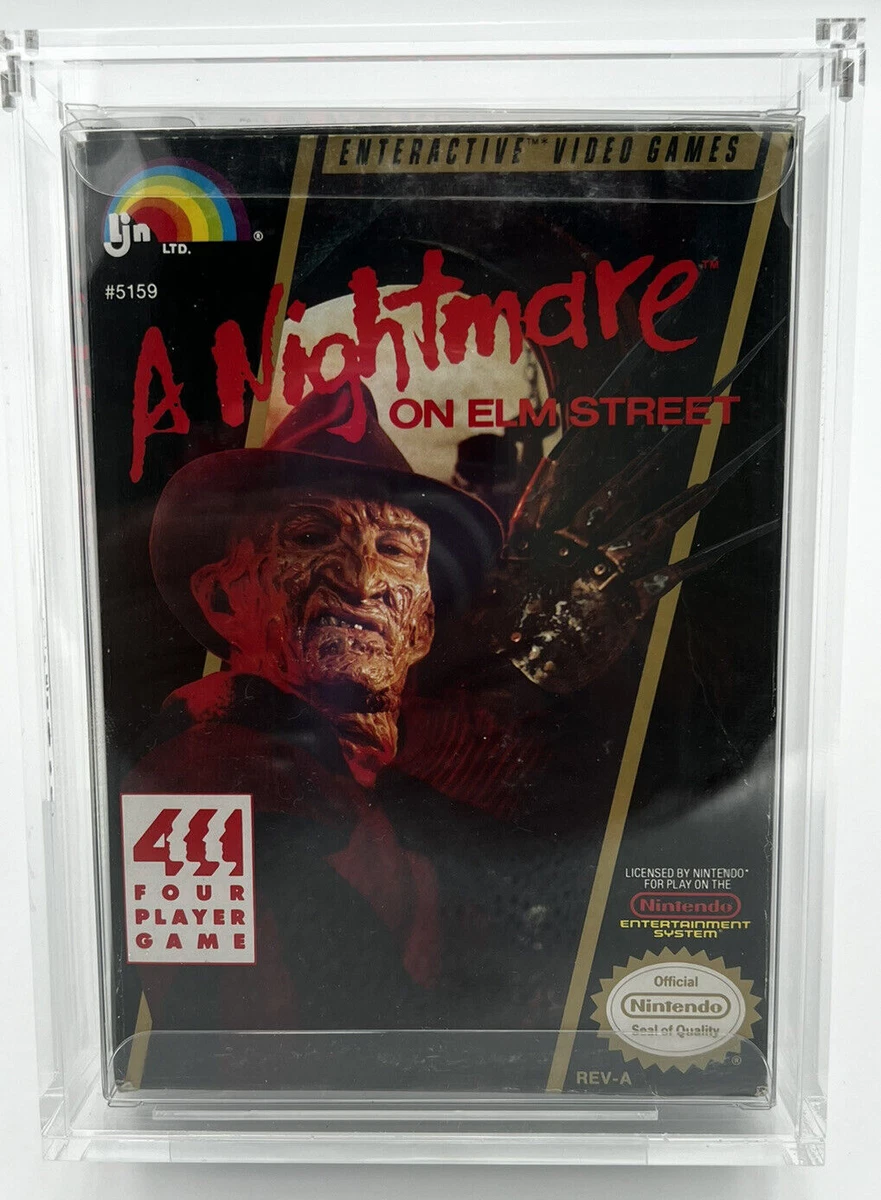 ENTERACTIVE™* VIDEO GAMES
ljn
LTD. ®
#5159
A Nightmare™
ON ELM STREET
4
FOUR
PLAYER
GAME
LICENSED BY NINTENDO®
FOR PLAY ON THE
Nintendo
ENTERTAINMENT
SYSTEM®
Official
Nintendo
Seal of Quality
®
REV-A